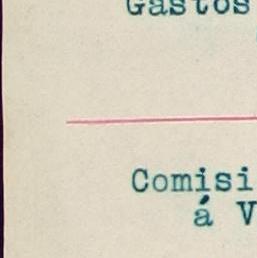 Gastos
Comisi
á V